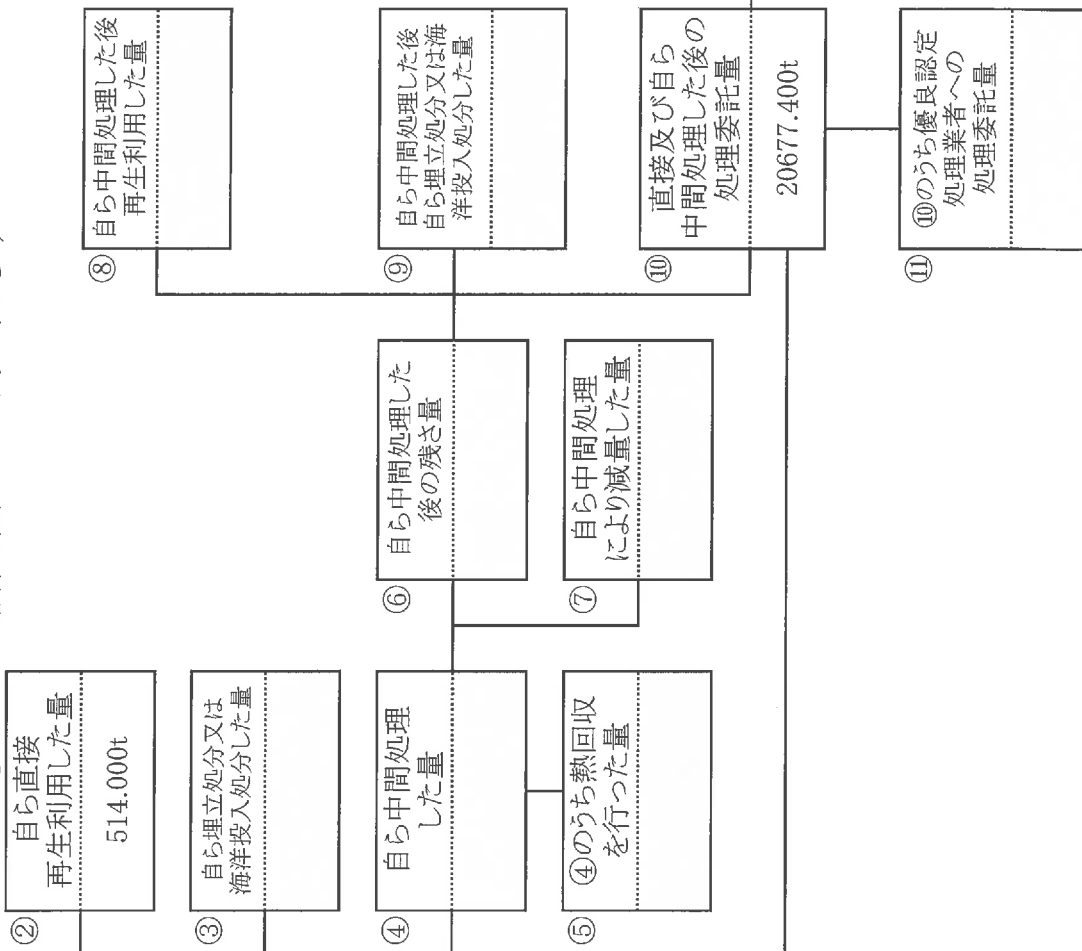 ②
自ら直接
再生利用した量
514.000t
③
自ら埋立処分又は
海洋投入処分した量
④
自ら中間処理
した量
⑤
④のうち熱回収
を行った量
⑥
自ら中間処理した
後の残さ量
⑦
自ら中間処理
により減量した量
⑧
自ら中間処理した後
再生利用した量
⑨
自ら中間処理した後
自ら埋立処分又は海
洋投入処分した量
⑩
直接及び自ら
中間処理した後の
処理委託量
20677.400t
⑪
⑩のうち優良認定
処理業者への
処理委託量